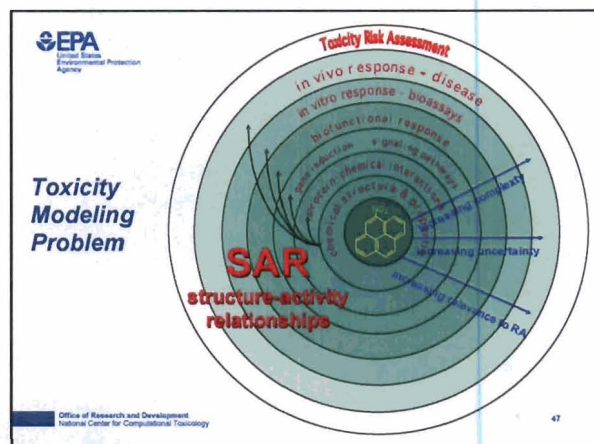 EPA
United States
Environmental Protection
Agency
Toxicity Risk Assessment
in vivo response - disease
in vitro response - bioassays
biofunctional response
gene induction signaling pathways
protein-chemical interactions
chemical structure & properties
increasing complexity
increasing uncertainty
increasing relevance to RA
Toxicity
Modeling
Problem
SAR
structure-activity
relationships
Office of Research and Development
National Center for Computational Toxicology
47